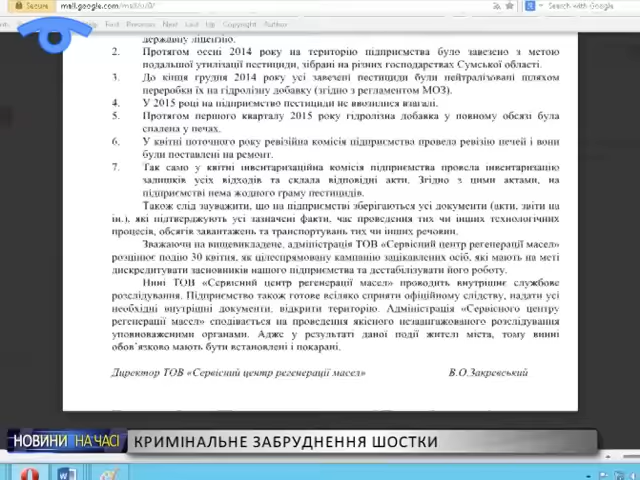 Secure
mail.google.com/mail/u/0/
Search with Google
державну ліцензію.
2. Протягом осені 2014 року на територію підприємства було завезено з метою
подальшої утилізації пестициди, зібрані на різних господарствах Сумської області.
3. До кінця грудня 2014 року усі завезені пестициди були нейтралізовані шляхом
переробки їх на гідролізну добавку (згідно з регламентом МОЗ).
4. У 2015 році на підприємство пестициди не ввозилися взагалі.
5. Протягом першого кварталу 2015 року гідролізна добавка у повному обсязі була
спалена у печах.
6. У квітні поточного року ревізійна комісія підприємства провела ревізію печей і вони
були поставлені на ремонт.
7. Так само у квітні інвентаризаційна комісія підприємства провела інвентаризацію
залишків усіх відходів та склала відповідні акти. Згідно з цими актами, на
підприємстві нема жодного граму пестицидів.
Також слід зауважити, що на підприємстві зберігаються усі документи (акти, звіти та
ін.), які підтверджують усі зазначені факти, час проведення тих чи інших технологічних
процесів, обсягів завантажень та транспортувань тих чи інших речовин.
Зважаючи на вищевикладене, адміністрація ТОВ «Сервісний центр регенерації масел»
розцінює подію 30 квітня, як цілеспрямовану кампанію зацікавлених осіб, які мають на меті
дискредитувати засновників нашого підприємства та дестабілізувати його роботу.
Нині ТОВ «Сервісний центр регенерації масел» проводить внутрішнє службове
розслідування. Підприємство також готове всіляко сприяти офіційному слідству, надати усі
необхідні внутрішні документи, відкрити територію. Адміністрація «Сервісного центру
регенерації масел» сподівається на проведення якісного незаангажованого розслідування
уповноваженими органами. Адже у результаті даної події жителі міста, тому винні
обов'язково мають бути встановлені і покарані.
Директор ТОВ «Сервісний центр регенерації масел» В.О.Закревський
НОВИНИ НА ЧАСІ КРИМІНАЛЬНЕ ЗАБРУДНЕННЯ ШОСТКИ